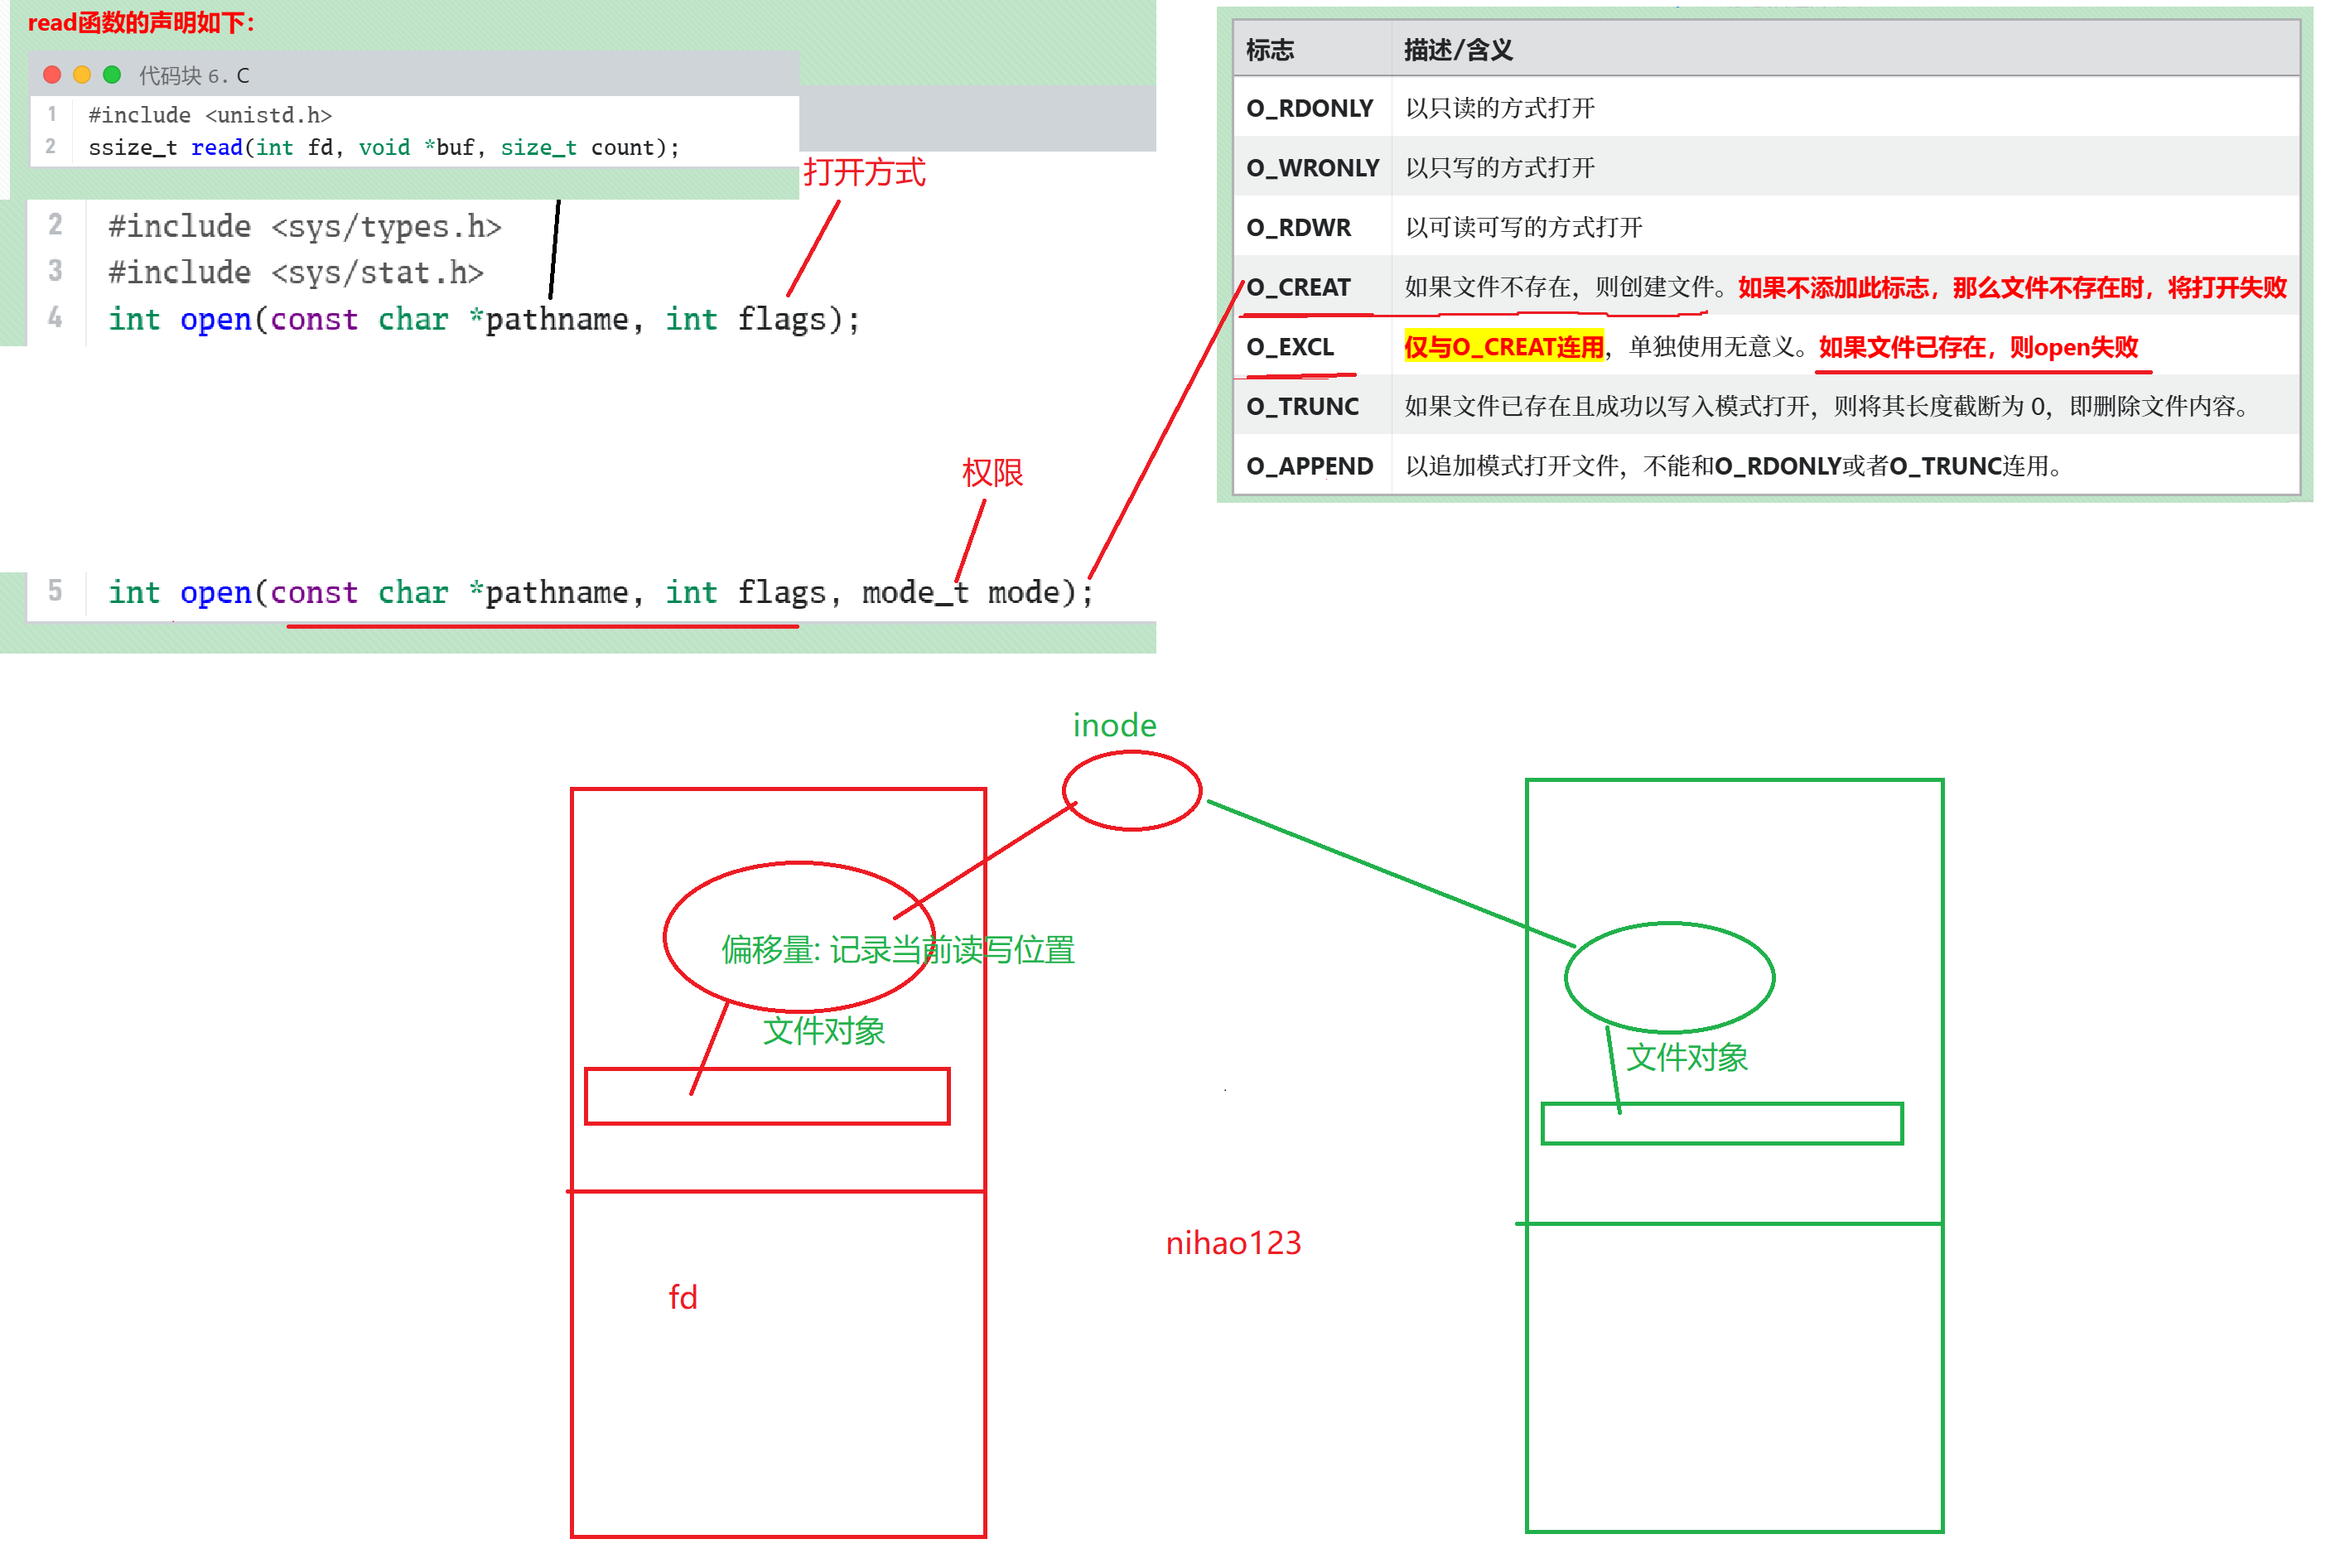 read函数的声明如下：
代码块 6. C
1 #include <unistd.h>
2 ssize_t read(int fd, void *buf, size_t count);
打开方式
2 #include <sys/types.h>
3 #include <sys/stat.h>
4 int open(const char *pathname, int flags);
权限
5 int open(const char *pathname, int flags, mode_t mode);
标志 描述/含义
O_RDONLY 以只读的方式打开
O_WRONLY 以只写的方式打开
O_RDWR 以可读可写的方式打开
O_CREAT 如果文件不存在，则创建文件。如果不添加此标志，那么文件不存在时，将打开失败
O_EXCL 仅与O_CREAT连用，单独使用无意义。如果文件已存在，则open失败
O_TRUNC 如果文件已存在且成功以写入模式打开，则将其长度截断为 0，即删除文件内容。
O_APPEND 以追加模式打开文件，不能和O_RDONLY或者O_TRUNC连用。
inode
偏移量: 记录当前读写位置
文件对象
文件对象
nihao123
fd